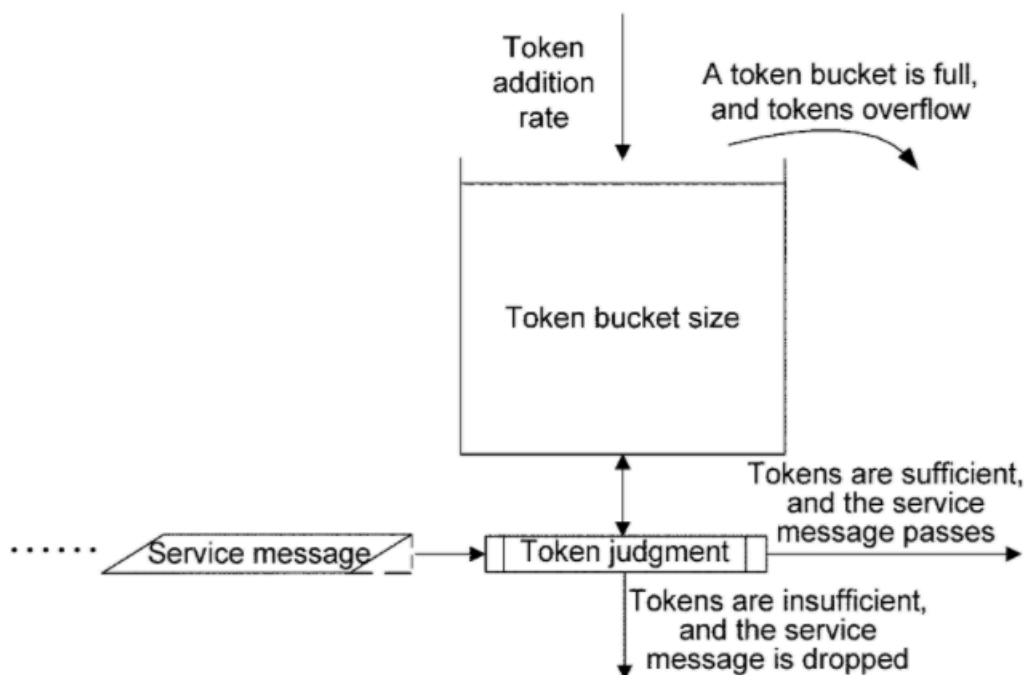 Token
addition
rate
A token bucket is full,
and tokens overflow
Token bucket size
Tokens are sufficient,
and the service
message passes
Service message
Token judgment
Tokens are insufficient,
and the service
message is dropped